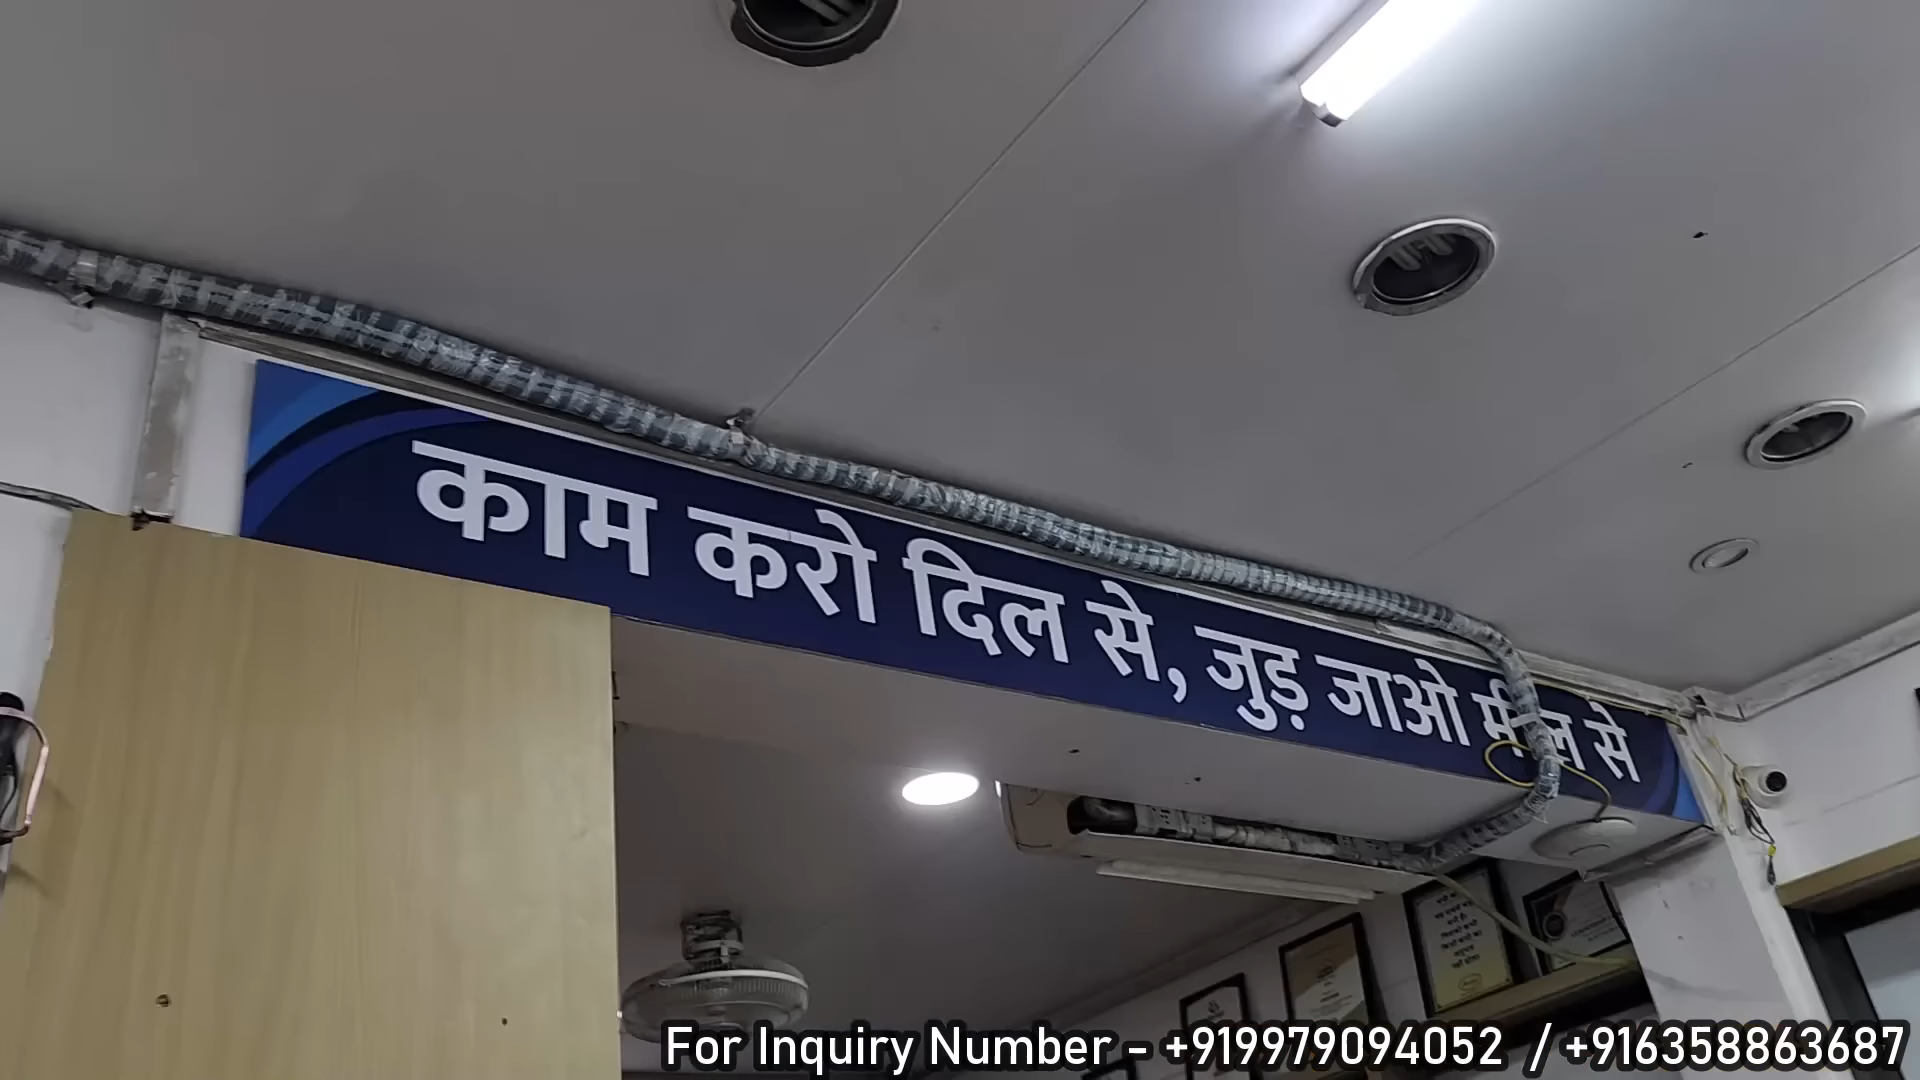 काम करो दिल से, जुड़ जाओ से
For Inquiry Number - +919979094052 / +916358863687